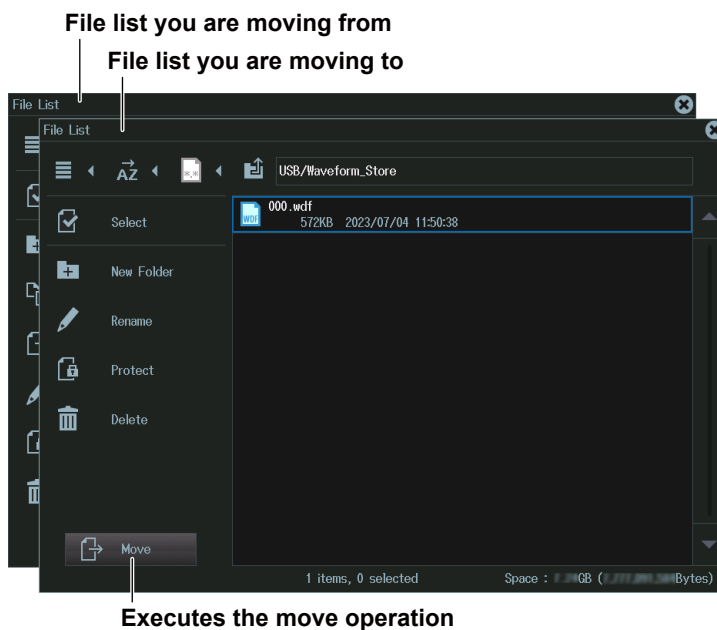 File list you are moving from
File list you are moving to
File List
File List
AZ
*.*
USB/Waveform_Store
Select
WDF
000.wdf
572KB 2023/07/04 11:50:38
New Folder
Rename
Protect
Delete
Move
1 items, 0 selected
Space : GB ( Bytes)
Executes the move operation